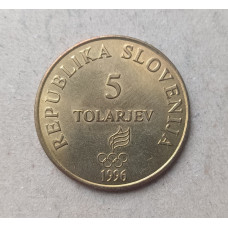 REPUBLIKA SLOVENIJA
5
TOLARJEV
1996